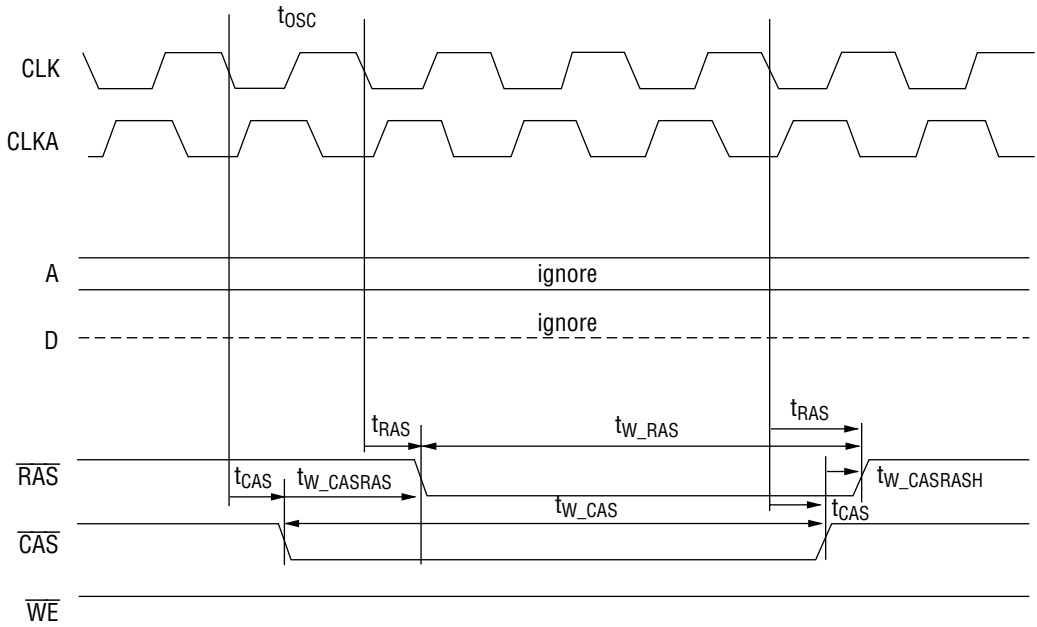 tOSC
CLK
CLKA
A ignore
D ignore
tRAS
tRAS tW_RAS
RAS tCAS tW_CASRAS tW_CASRASH
tW_CAS tCAS
CAS
WE